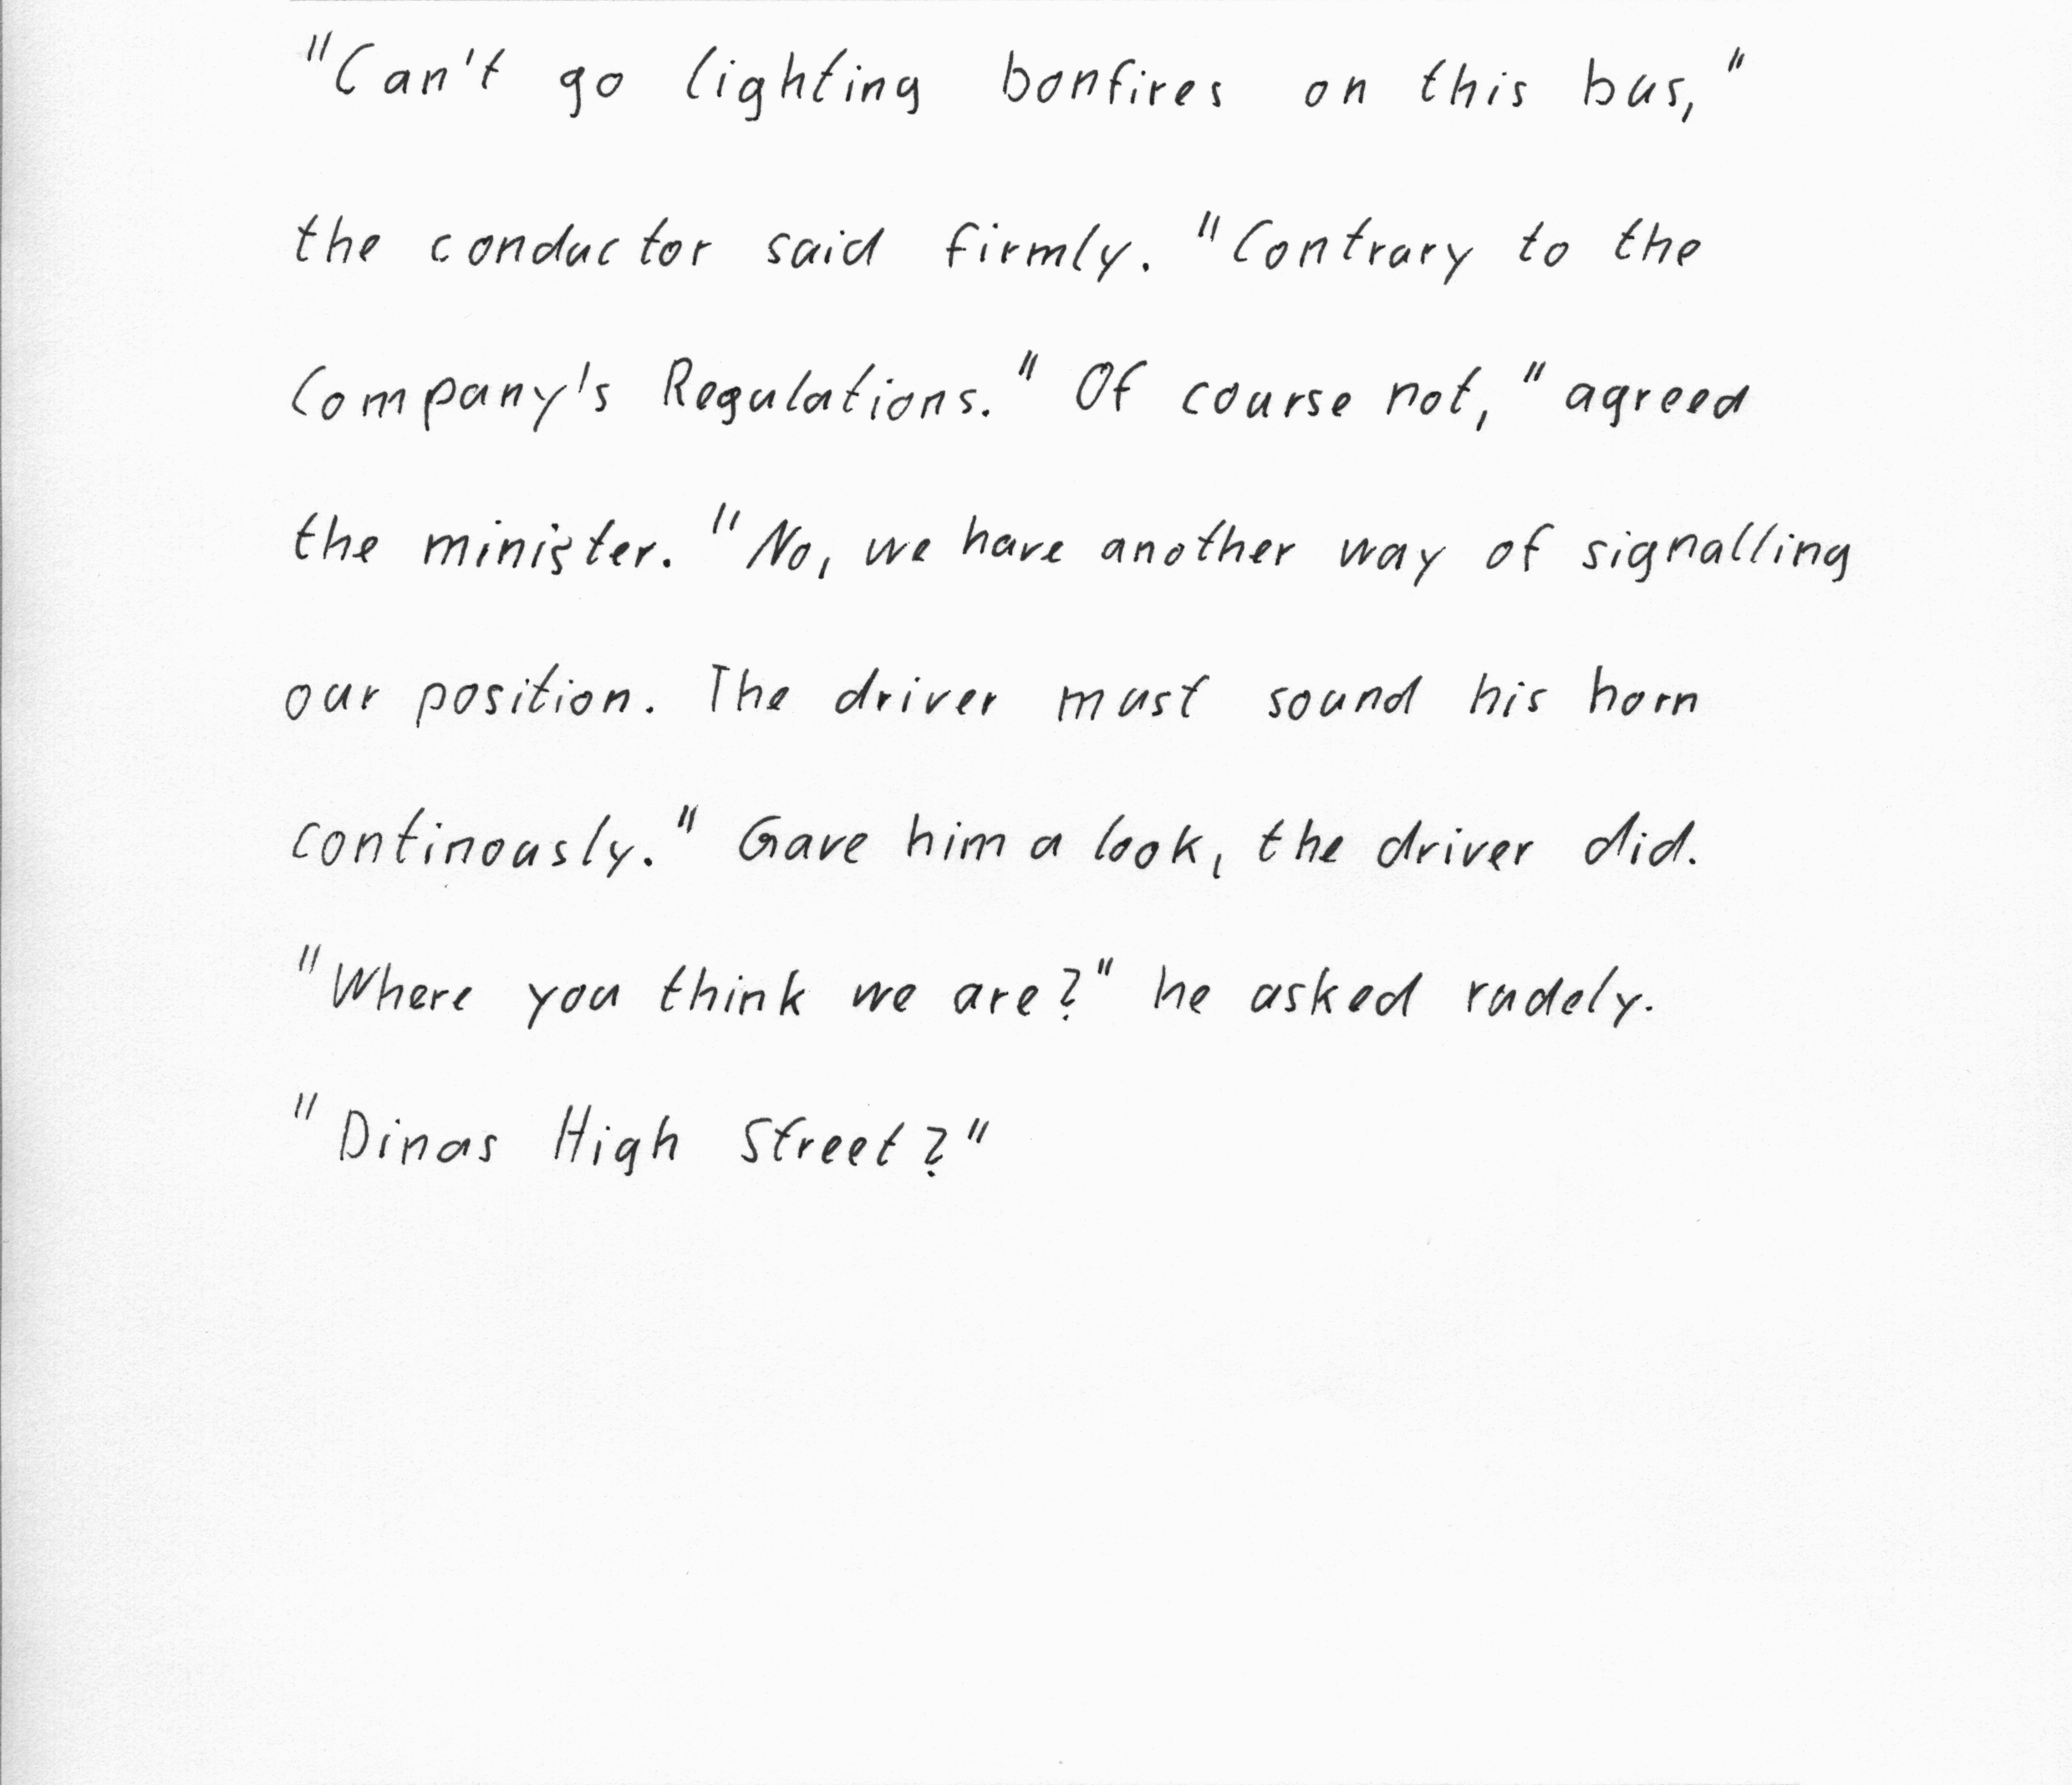 "Can't go lighting bonfires on this bus,"
the conductor said firmly. "Contrary to the
Company's Regulations." Of course not," agreed
the minister. "No, we have another way of signalling
our position. The driver must sound his horn
continously." Gave him a look, the driver did.
"Where you think we are?" he asked rudely.
"Dinas High Street?"